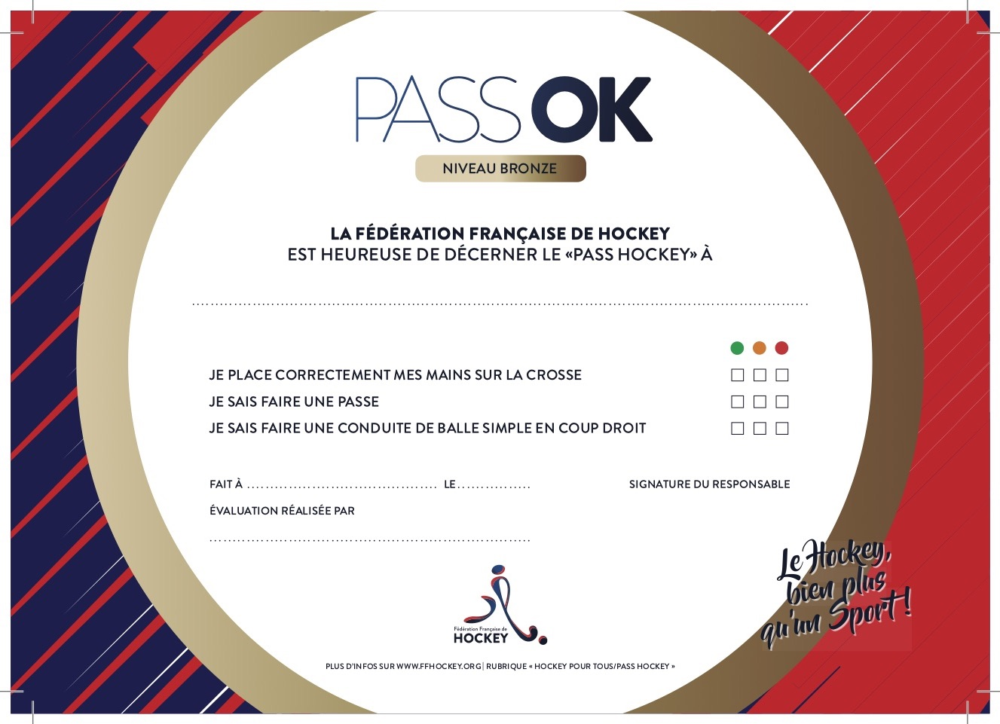 PASS OK
NIVEAU BRONZE
LA FÉDÉRATION FRANÇAISE DE HOCKEY
EST HEUREUSE DE DÉCERNER LE «PASS HOCKEY» À
JE PLACE CORRECTEMENT MES MAINS SUR LA CROSSE
JE SAIS FAIRE UNE PASSE
JE SAIS FAIRE UNE CONDUITE DE BALLE SIMPLE EN COUP DROIT
FAIT À ........................................ LE................ SIGNATURE DU RESPONSABLE
ÉVALUATION RÉALISÉE PAR
Le Hockey,
bien plus
qu'un Sport !
Fédération Française de
HOCKEY
PLUS D'INFOS SUR WWW.FFHOCKEY.ORG| RUBRIQUE « HOCKEY POUR TOUS/PASS HOCKEY »